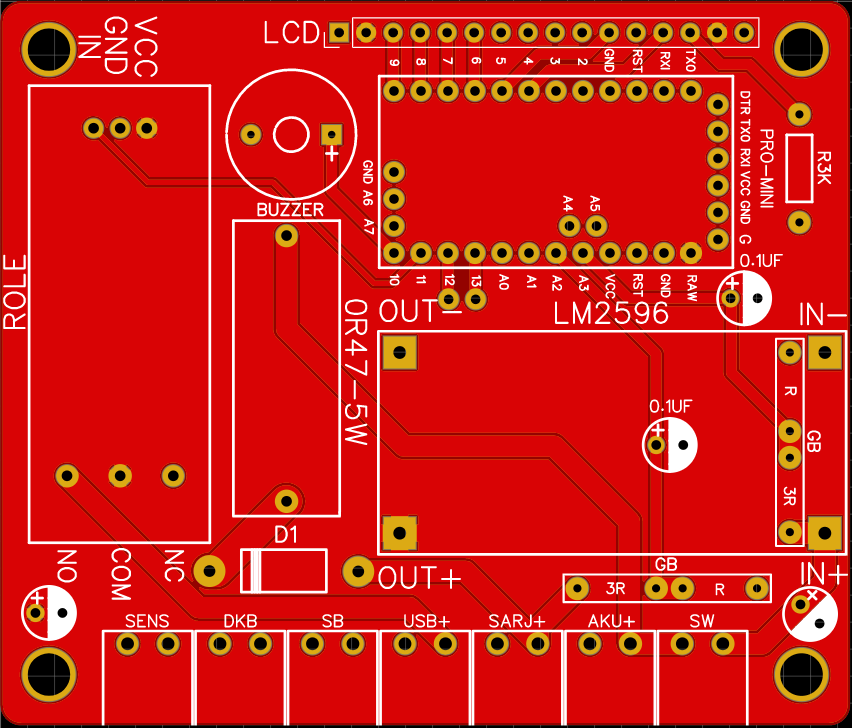 VCC
GND
IN
LCD
9 8 7 6 5 4 3 2 GND RST RXI TXO
DTR TXO RXI VCC GND G
PRO-MINI
R3K
+
GND A6 A7
A4 A5
BUZZER
10 11 12 13 A0 A1 A2 A3 VCC RST GND RAW
0.1UF
+
ROLE
0R47-5W
OUT-
LM2596
IN-
R
GB
3R
0.1UF
+
D1
NO
COM
NC
OUT+
GB
3R R
IN+
+
+
SENS DKB SB USB+ SARJ+ AKU+ SW